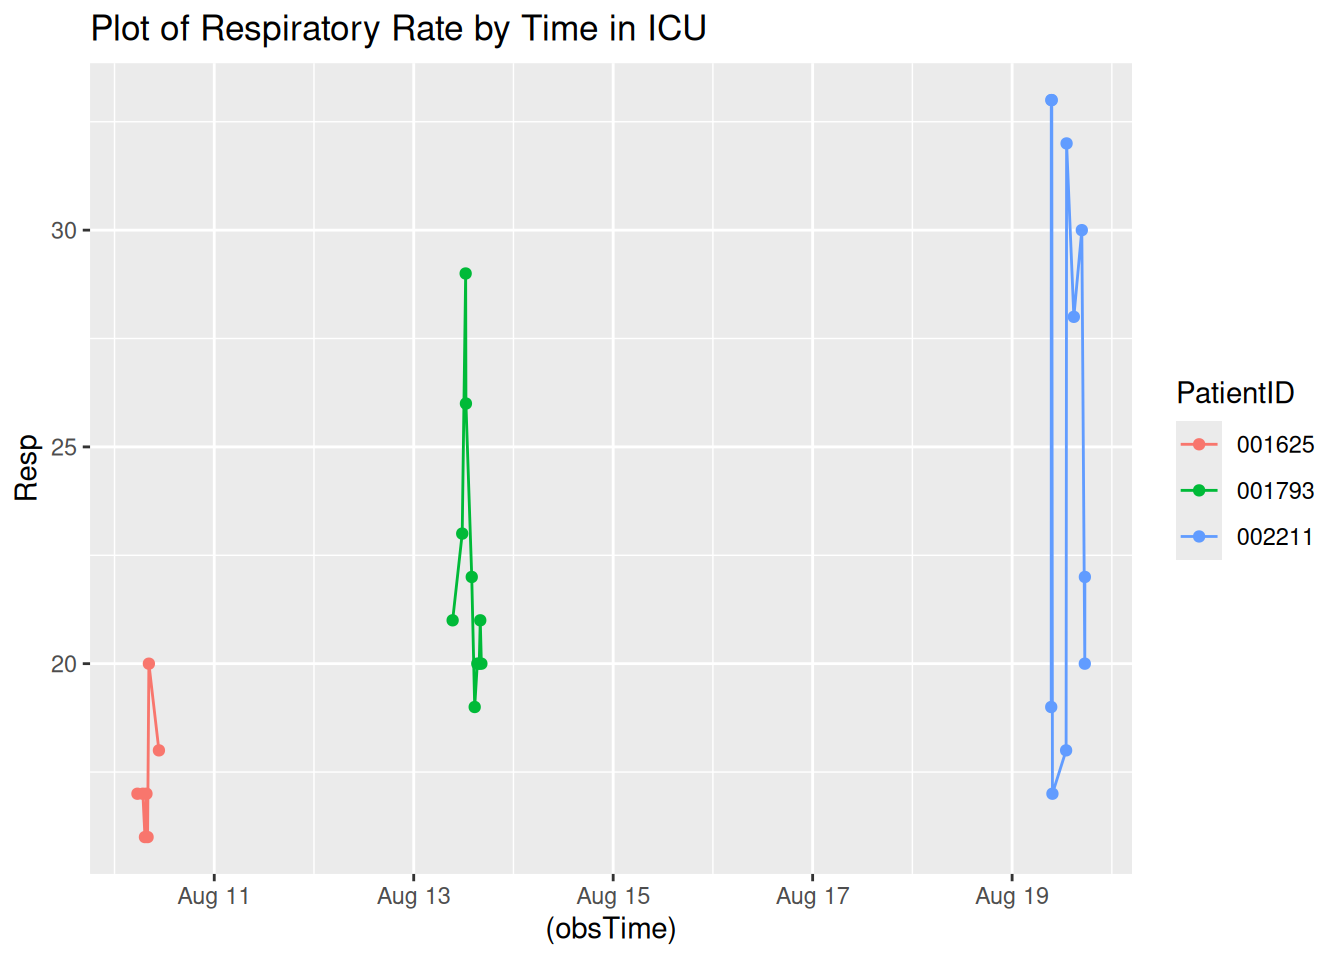 Plot of Respiratory Rate by Time in ICU
Resp
30
25
20
Aug 11 Aug 13 Aug 15 Aug 17 Aug 19
(obsTime)
PatientID
001625
001793
002211